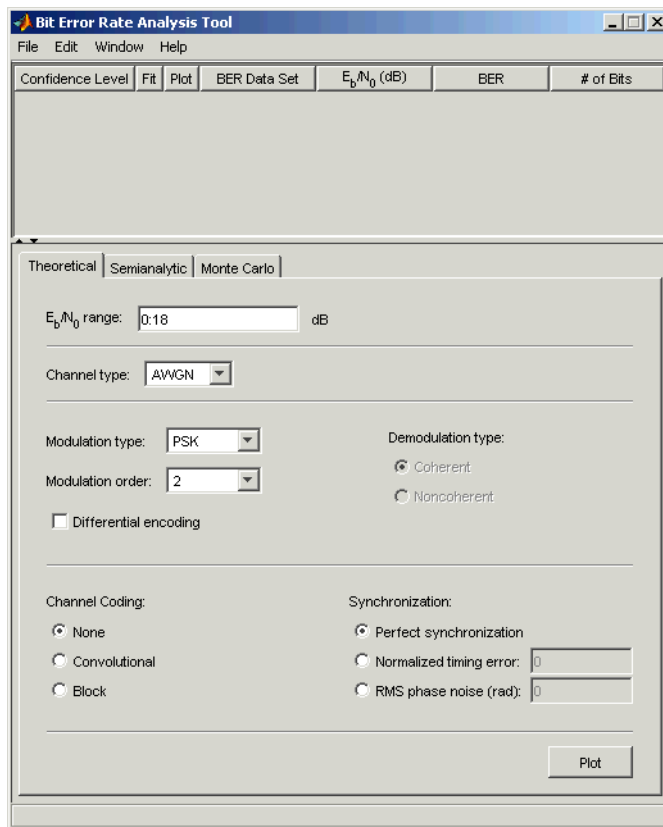 Bit Error Rate Analysis Tool
File Edit Window Help
Confidence Level Fit Plot BER Data Set Eb/N0 (dB) BER # of Bits
Theoretical Semianalytic Monte Carlo
Eb/N0 range: 0:18 dB
Channel type: AWGN
Modulation type: PSK
Demodulation type:
Coherent
Modulation order: 2
Noncoherent
Differential encoding
Channel Coding: Synchronization:
None Perfect synchronization
Convolutional Normalized timing error: 0
Block RMS phase noise (rad): 0
Plot